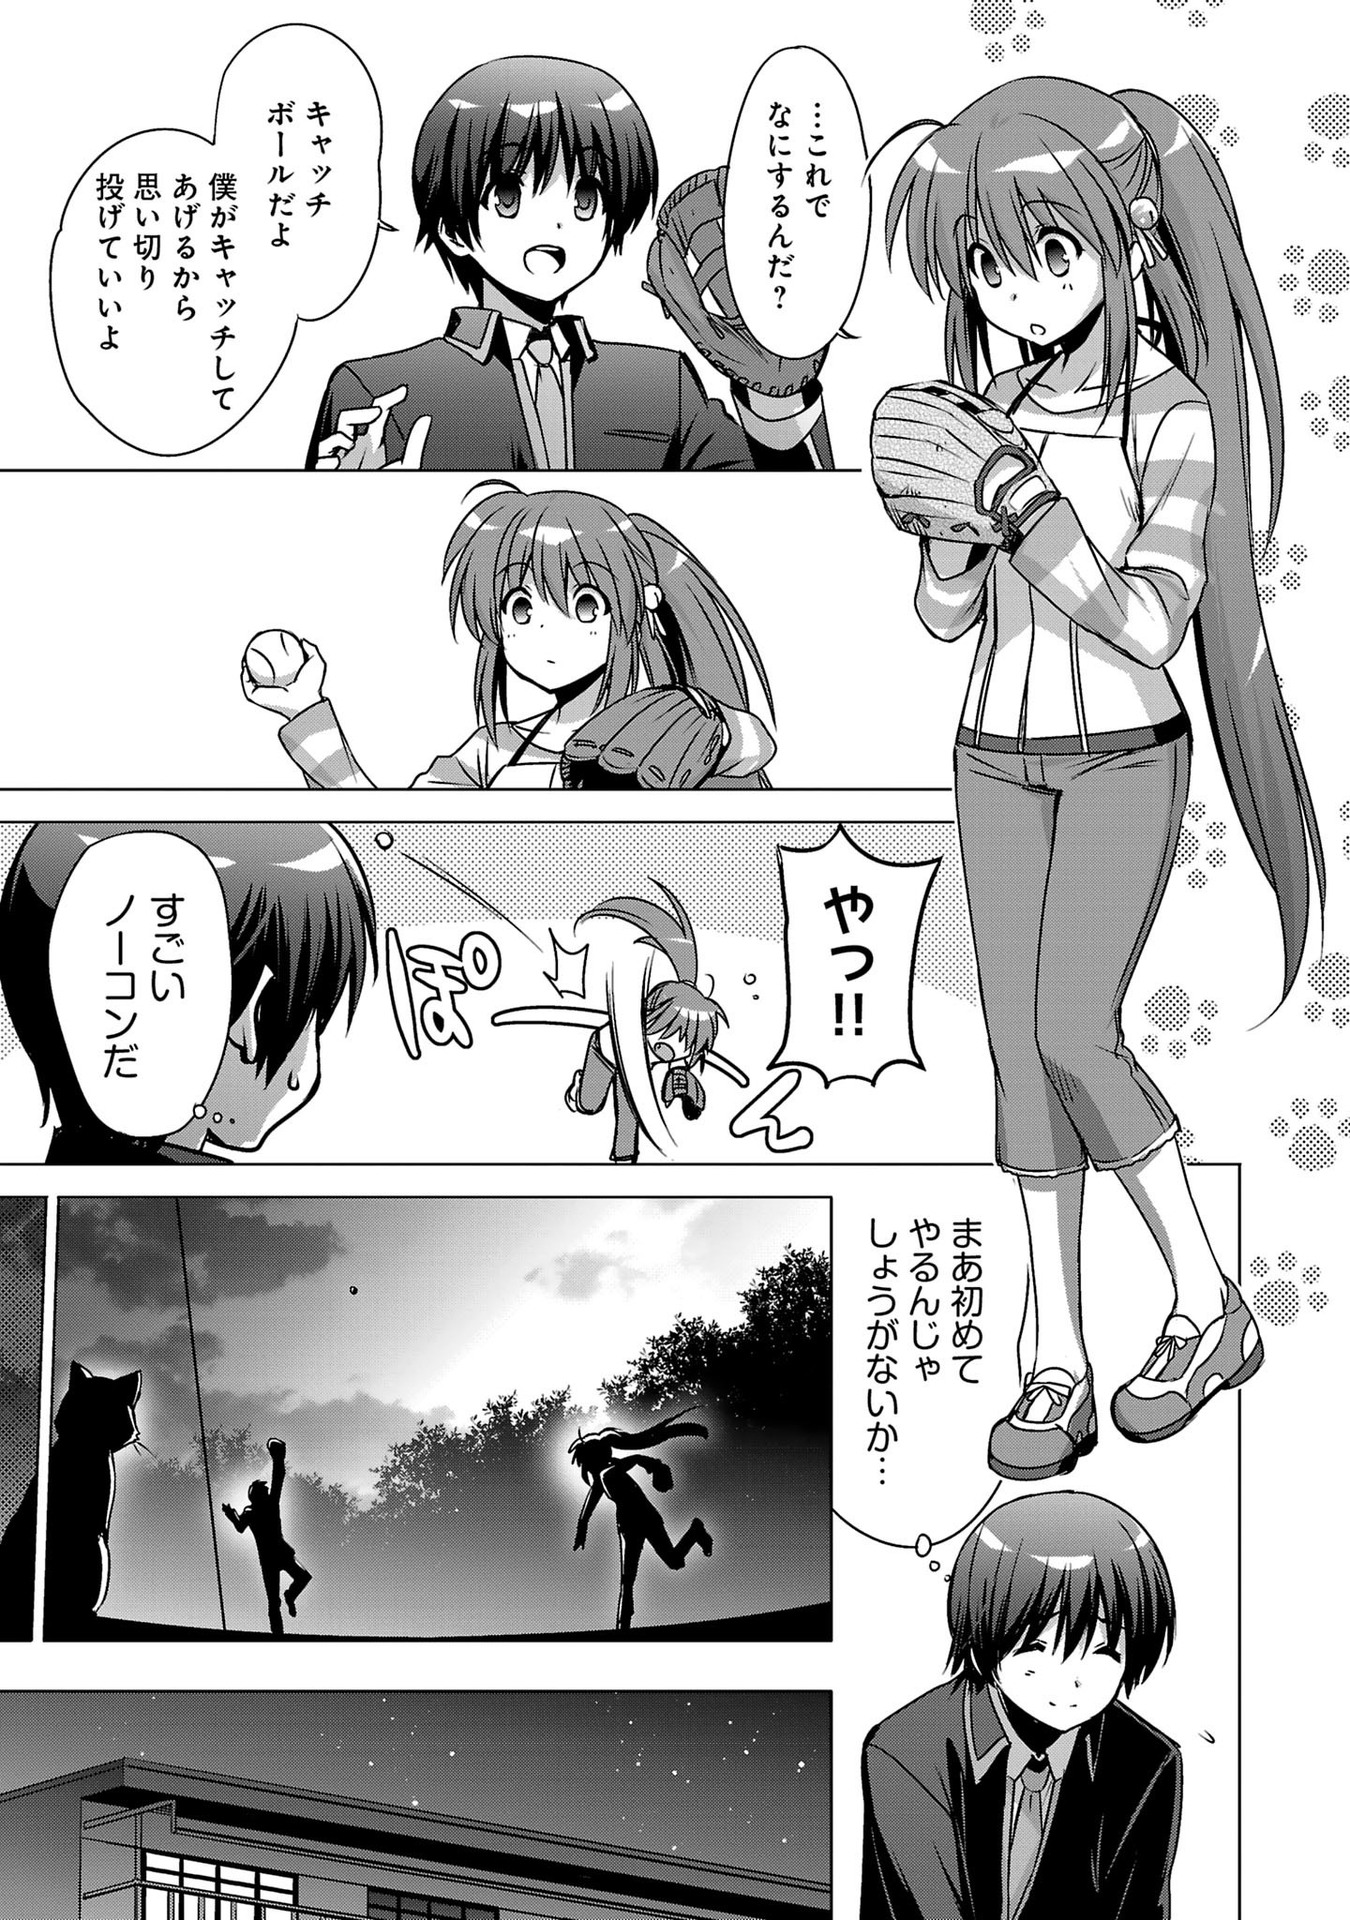 …これで
なにするんだ?
キャッチ
ボールだよ
僕がキャッチして
あげるから
思い切り
投げていいよ
やっ!!
ぽーん
すごい
ノーコンだ
まあ初めて
やるんじゃ
しょうがないか…